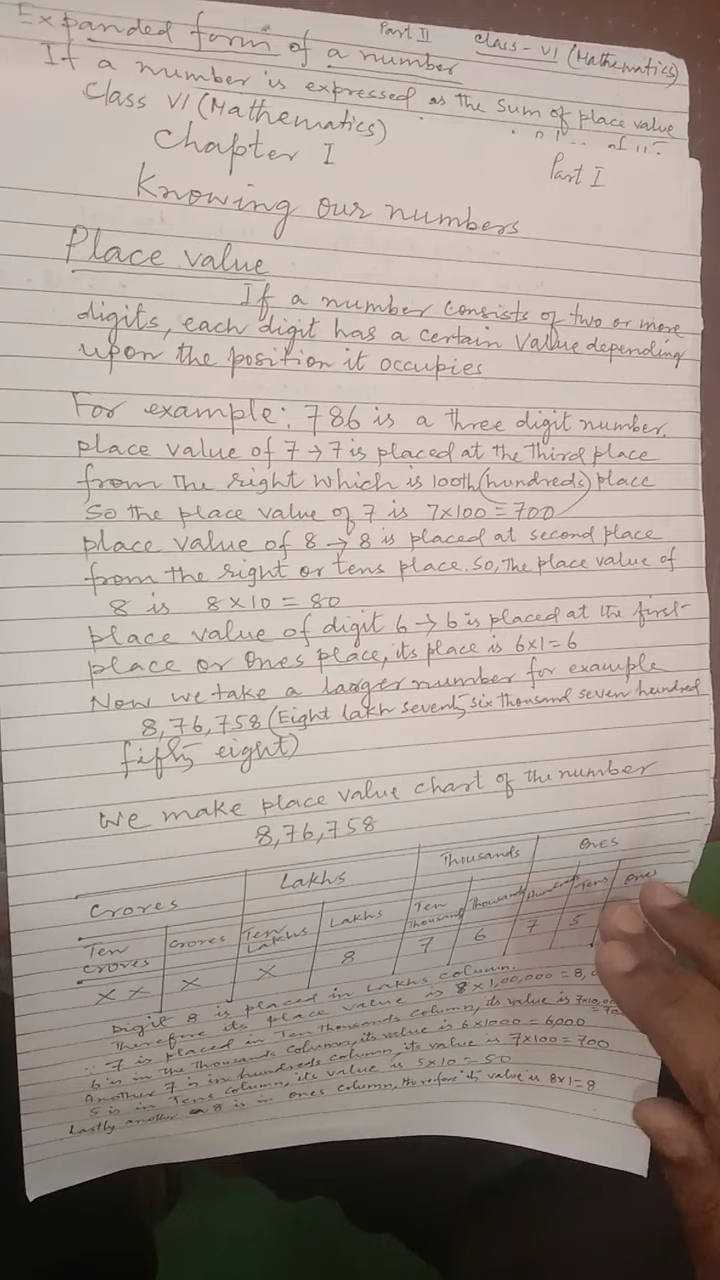 Expanded form of a number
Part II Class - VI (Mathematics)
If a number is expressed as the sum of place value
Class VI (Mathematics)
Chapter I
Part I
Knowing our numbers
Place value
If a number consists of two or more
digits, each digit has a certain value depending
upon the position it occupies
For example: 786 is a three digit number.
place value of 7 → 7 is placed at the third place
from the right which is 100th (hundreds) place
So the place value of 7 is 7×100 = 700
place value of 8 → 8 is placed at second place
from the right or tens place. So, the place value of
8 is 8×10 = 80
place value of digit 6 → 6 is placed at the first
place or ones place, its place is 6×1=6
Now we take a larger number for example
8,76,758 (Eight lakh seventy six thousand seven hundred
fifty eight)
We make place value chart of the number
8,76,758
Crores Lakhs Thousands Ones
Ten Crores Crores Ten Lakhs Lakhs Ten Thousand Thousands Hundreds Tens Ones
X X X X 8 7 6 7 5
Digit 8 is placed in Lakhs column.
Therefore its place value is 8×1,00,000 = 8,
7 is placed in Ten thousands column, its value is 7×10,00
= 70
6 is in the thousands column, its value is 6×1000 = 6,000
Another 7 is in hundreds column, its value is 7×100 = 700
5 is in Tens column, its value is 5×10 = 50
Lastly another 8 is in ones column, therefore its value is 8×1=8